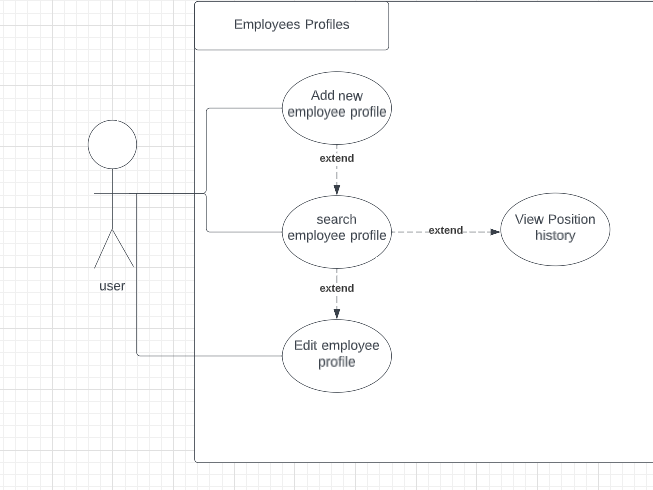 Employees Profiles
Add new
employee profile
extend
search
employee profile
extend
View Position
history
extend
user
Edit employee
profile